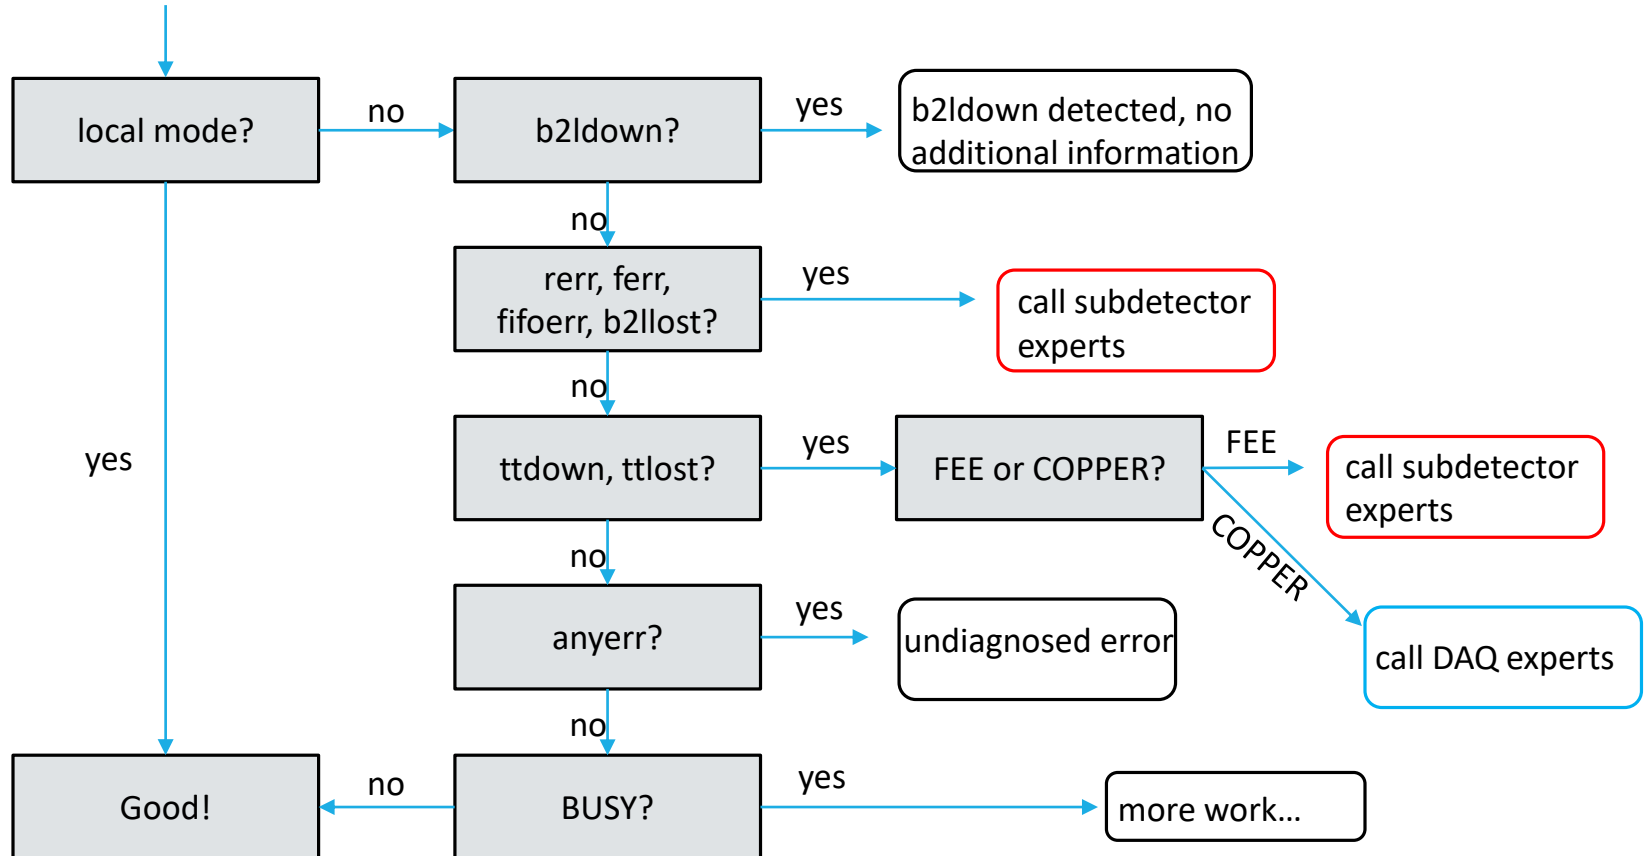 local mode?
no
b2ldown?
yes
b2ldown detected, no
additional information
no
rerr, ferr,
fifoerr, b2llost?
yes
call subdetector
experts
no
yes
ttdown, ttlost?
yes
FEE or COPPER?
FEE
call subdetector
experts
COPPER
call DAQ experts
no
anyerr?
yes
undiagnosed error
no
Good!
no
BUSY?
yes
more work...